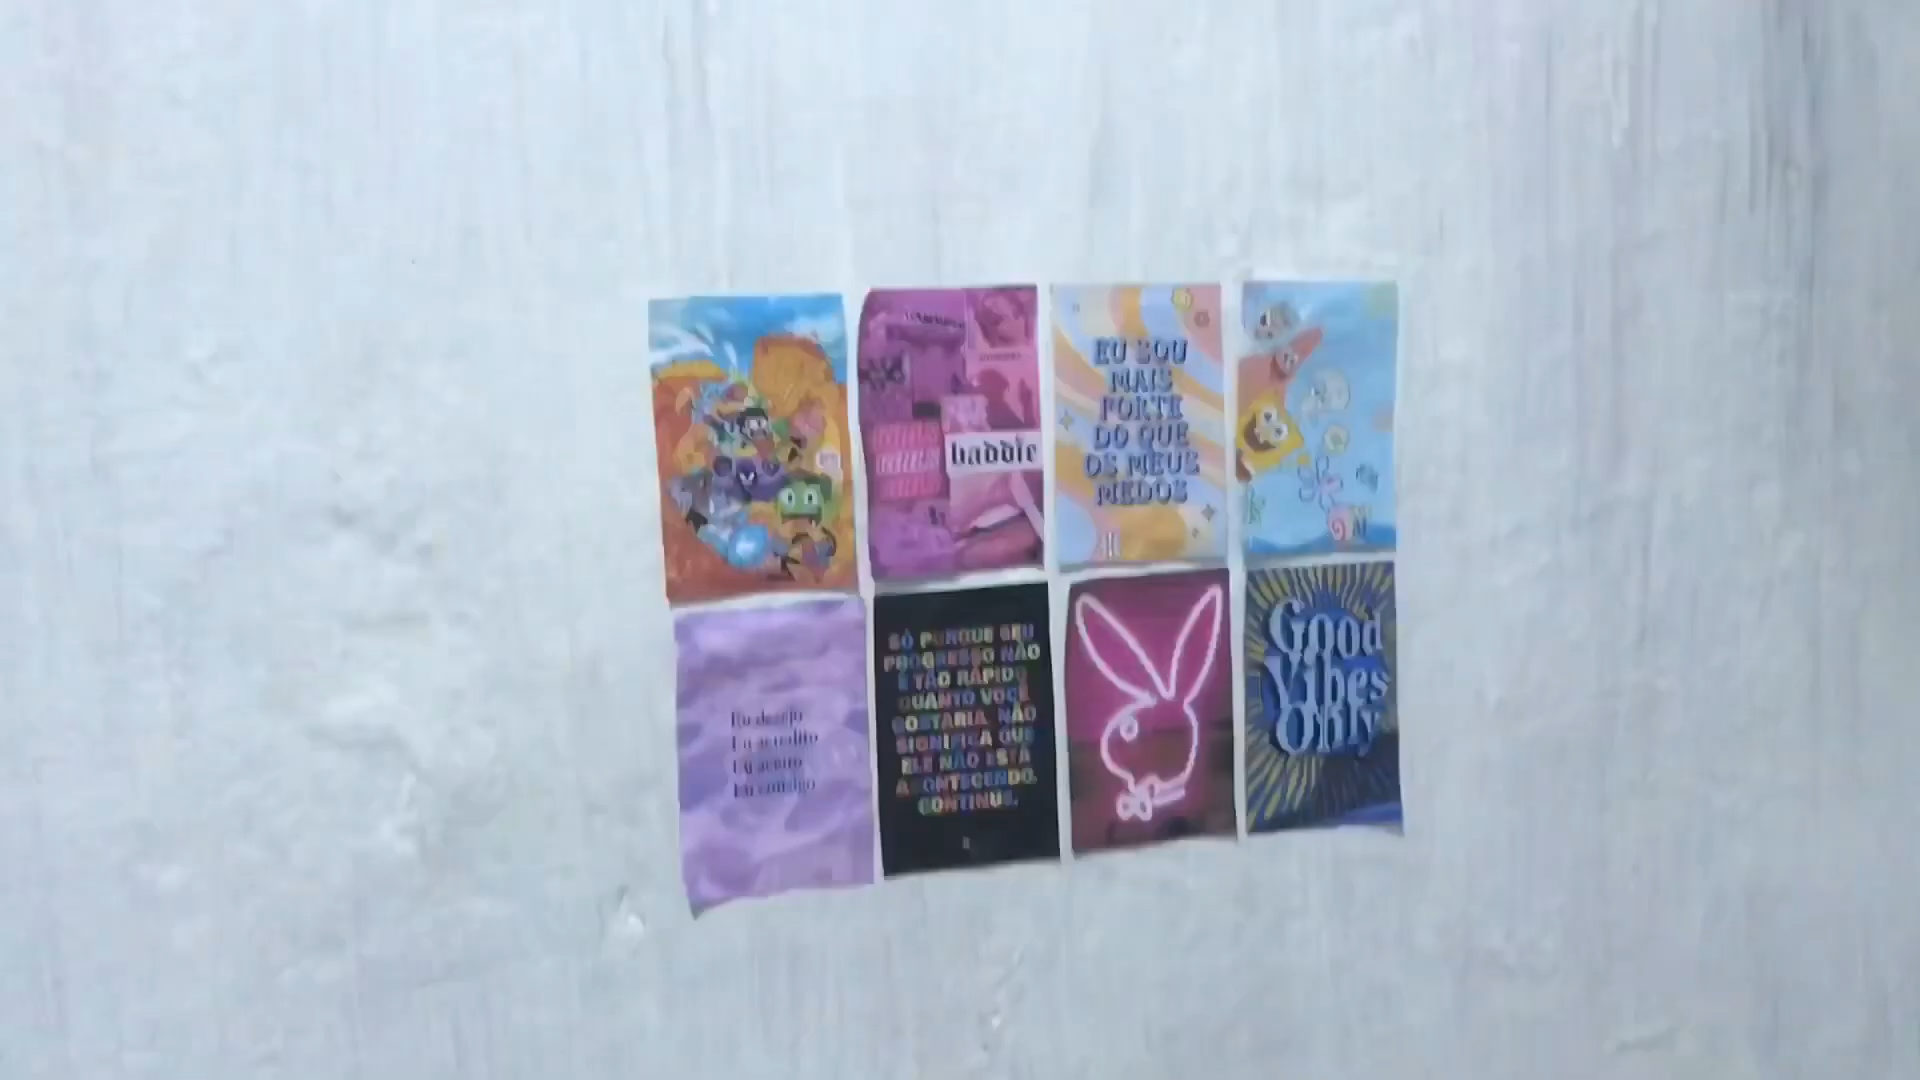 baddie
EU SOU
MAIS
FORTE
DO QUE
OS MEUS
MEDOS
Eu desejo
Eu acredito
Eu aceito
Eu consigo
SÓ PORQUE SEU
PROGRESSO NÃO
É TÃO RÁPIDO
QUANTO VOCÊ
GOSTARIA, NÃO
SIGNIFICA QUE
ELE NÃO ESTÁ
ACONTECENDO.
CONTINUE.
Good
Vibes
Only